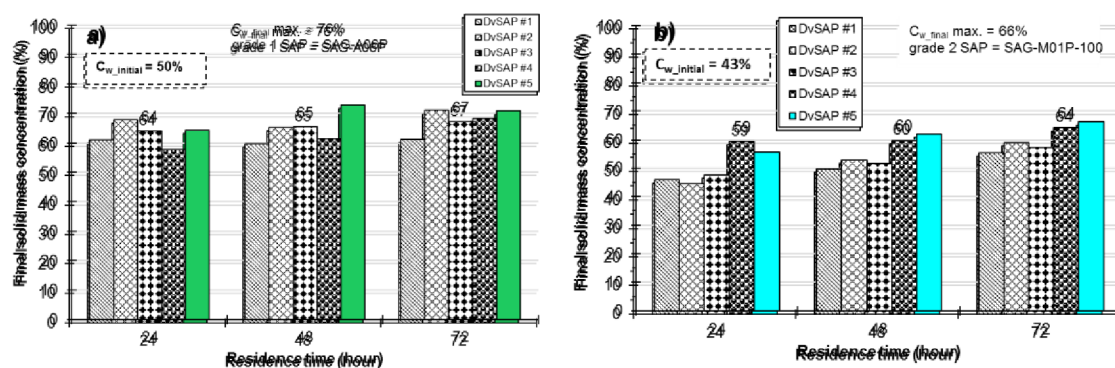 a)
C_w_final max. = 76%
grade 1 SAP = SAG-A06P
C_w_initial = 50%
DvSAP #1
DvSAP #2
DvSAP #3
DvSAP #4
DvSAP #5
Final solid mass concentration (%)
100
90
80
70
60
50
40
30
20
10
0
64
65
67
24
48
72
Residence time (hour)
b)
C_w_final max. = 66%
grade 2 SAP = SAG-M01P-100
C_w_initial = 43%
DvSAP #1
DvSAP #2
DvSAP #3
DvSAP #4
DvSAP #5
Final solid mass concentration (%)
100
90
80
70
60
50
40
30
20
10
0
59
60
64
24
48
72
Residence time (hour)